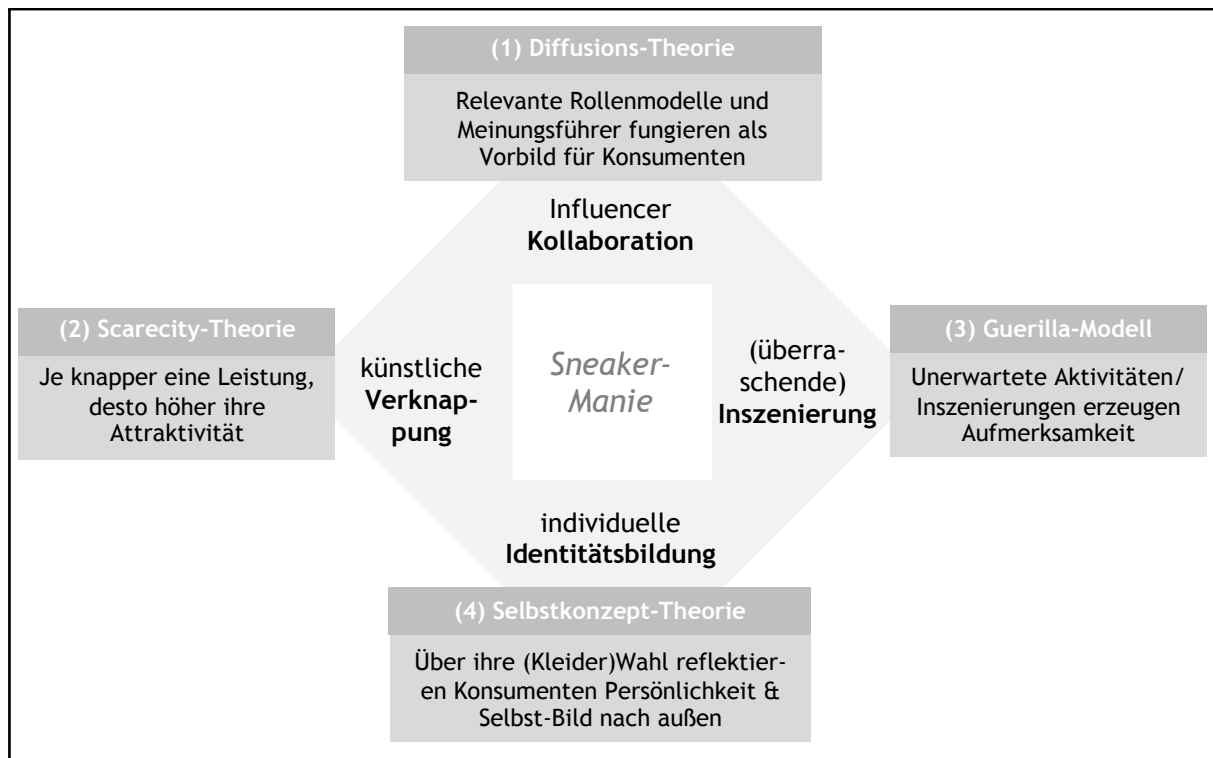 (1) Diffusions-Theorie
Relevante Rollenmodelle und
Meinungsführer fungieren als
Vorbild für Konsumenten
Influencer
Kollaboration
(2) Scarecity-Theorie
Je knapper eine Leistung,
desto höher ihre
Attraktivität
künstliche
Verknap-
pung
Sneaker-
Manie
(überra-
schende)
Inszenierung
(3) Guerilla-Modell
Unerwartete Aktivitäten/
Inszenierungen erzeugen
Aufmerksamkeit
individuelle
Identitätsbildung
(4) Selbstkonzept-Theorie
Über ihre (Kleider)Wahl reflektier-
en Konsumenten Persönlichkeit &
Selbst-Bild nach außen